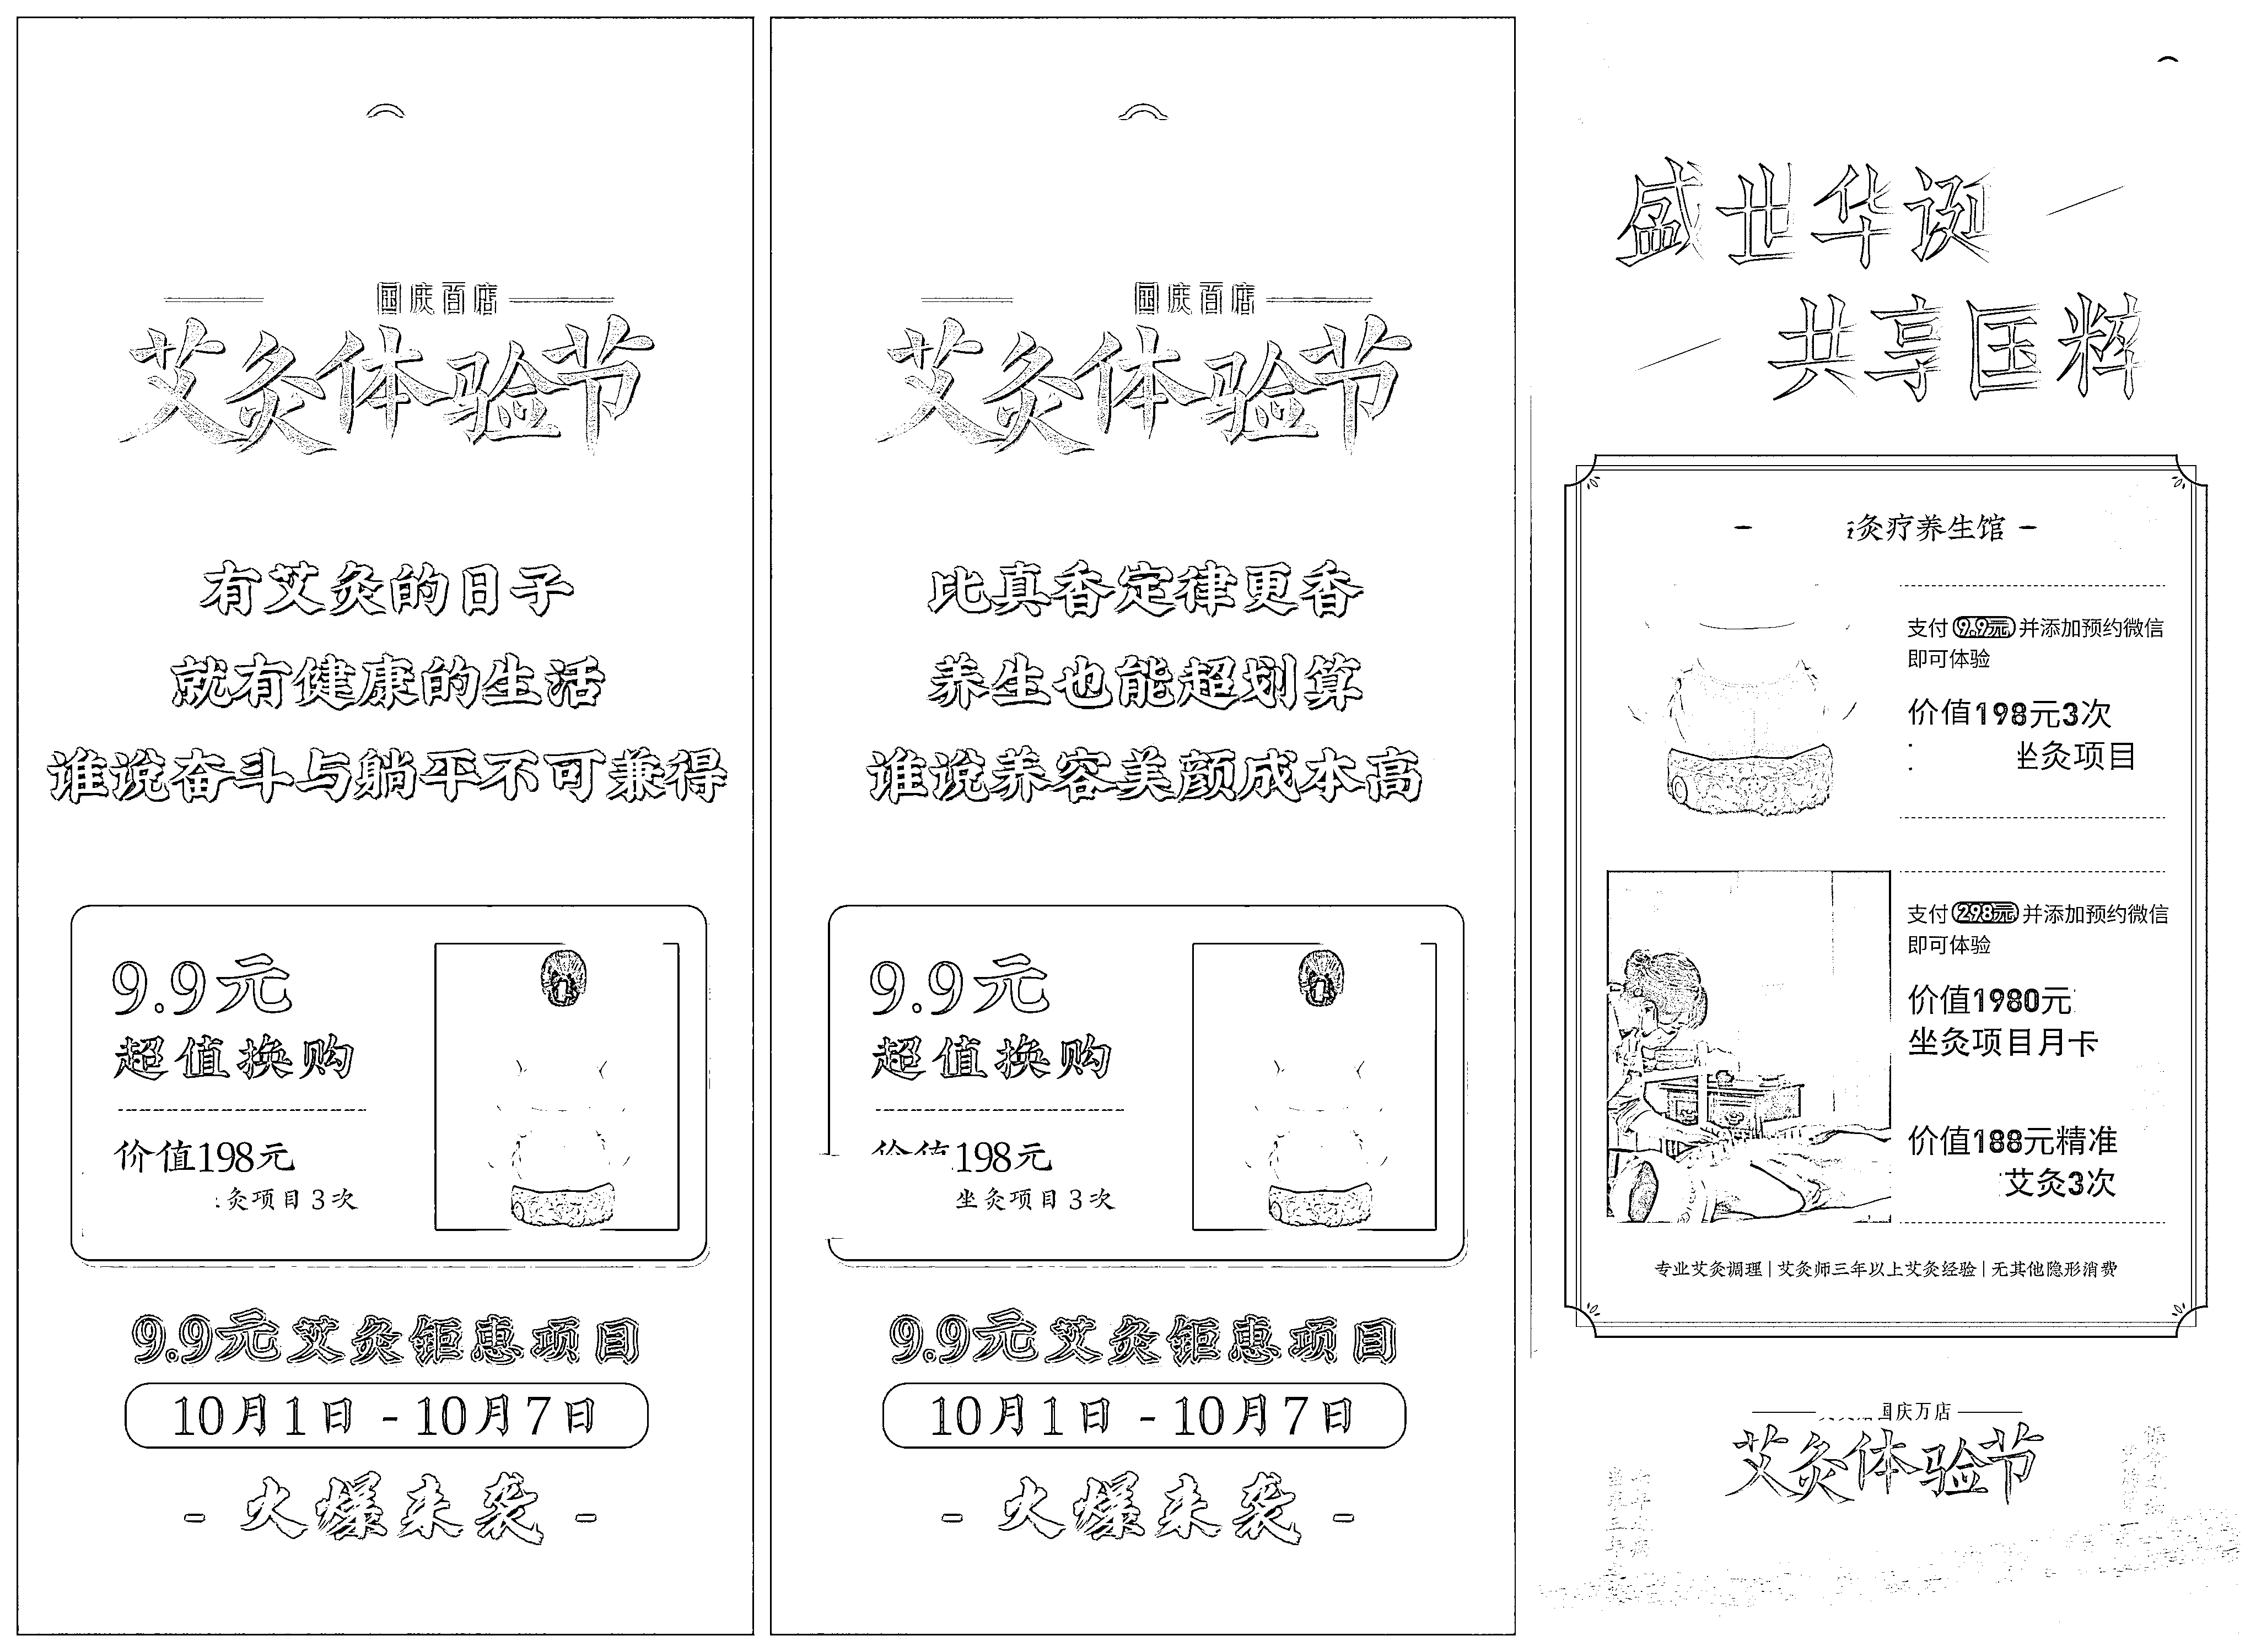 国庆百店
艾灸体验节
有艾灸的日子
就有健康的生活
谁说奋斗与躺平不可兼得
9.9元
超值换购
价值198元
灸项目3次
9.9元艾灸钜惠项目
10月1日 - 10月7日
- 火爆来袭 -
国庆百店
艾灸体验节
比真香定律更香
养生也能超划算
谁说养容美颜成本高
9.9元
超值换购
价值198元
坐灸项目3次
9.9元艾灸钜惠项目
10月1日 - 10月7日
- 火爆来袭 -
盛世华诞
共享国粹
- 灸疗养生馆 -
支付9.9元并添加预约微信
即可体验
价值198元3次
坐灸项目
支付298元并添加预约微信
即可体验
价值1980元
坐灸项目月卡
价值188元精准
艾灸3次
专业艾灸调理|艾灸师三年以上艾灸经验|无其他隐形消费
国庆万店
艾灸体验节